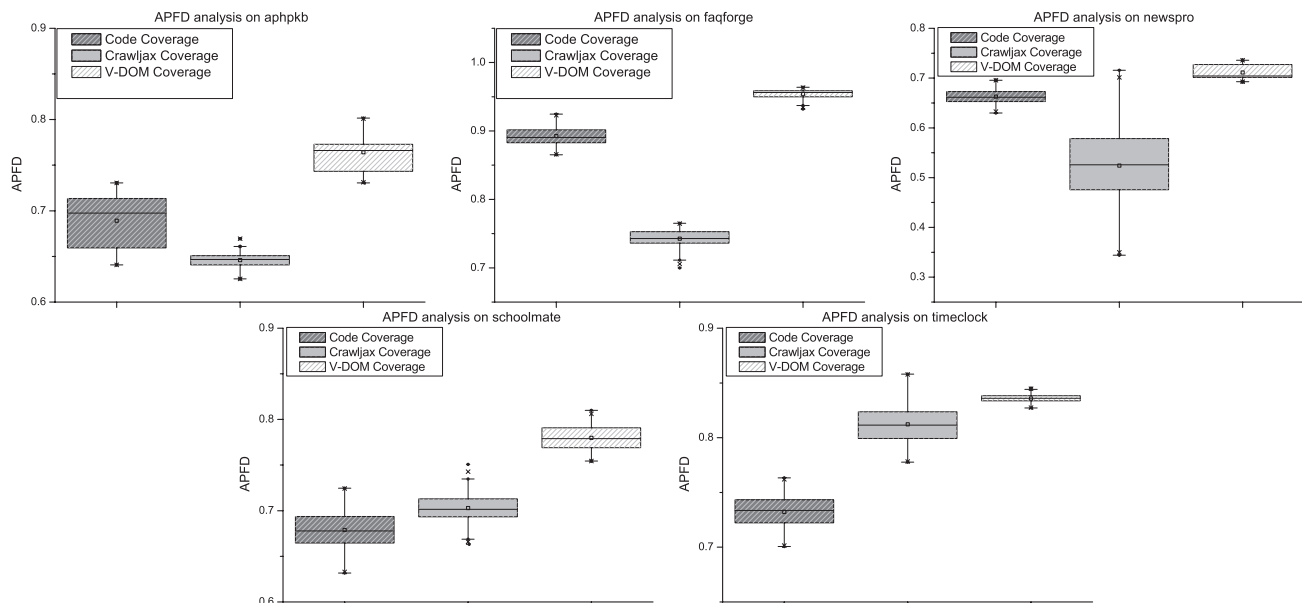 APFD analysis on aphpkb
Code Coverage
Crawljax Coverage
V-DOM Coverage
0.9
0.8
0.7
0.6
APFD
APFD analysis on faqforge
Code Coverage
Crawljax Coverage
V-DOM Coverage
1.0
0.9
0.8
0.7
APFD
APFD analysis on newspro
Code Coverage
Crawljax Coverage
V-DOM Coverage
0.8
0.7
0.6
0.5
0.4
0.3
APFD
APFD analysis on schoolmate
Code Coverage
Crawljax Coverage
V-DOM Coverage
0.9
0.8
0.7
0.6
APFD
APFD analysis on timeclock
Code Coverage
Crawljax Coverage
V-DOM Coverage
0.9
0.8
0.7
APFD